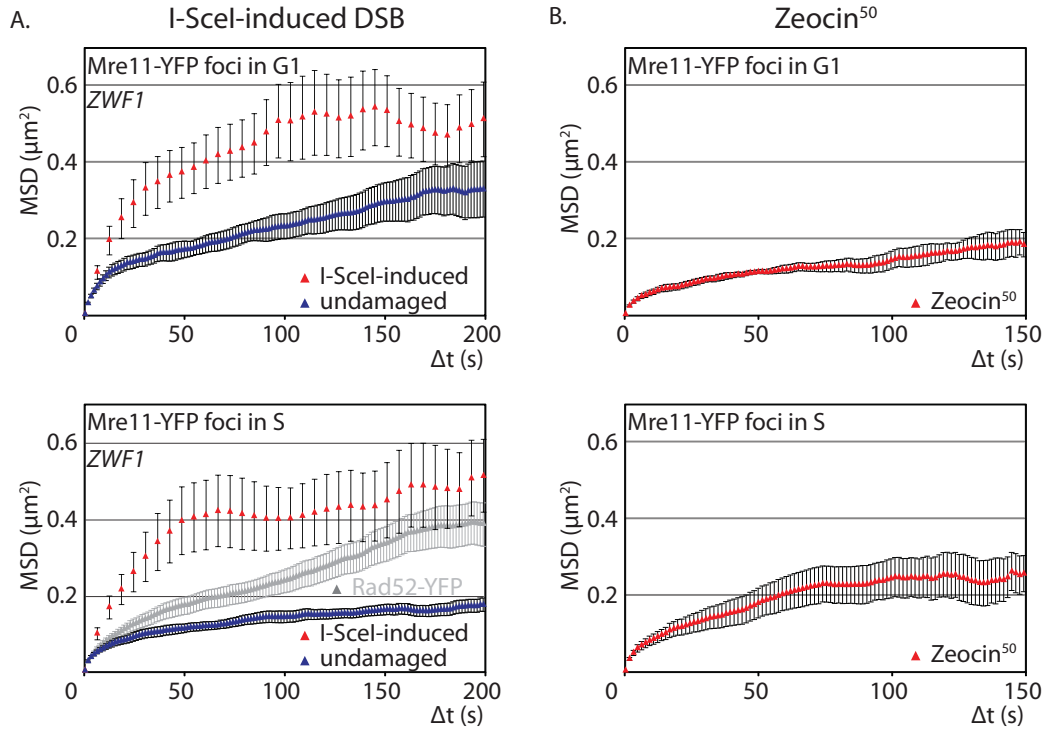 A.
I-SceI-induced DSB
Mre11-YFP foci in G1
ZWF1
MSD (µm²)
0.6
0.4
0.2
I-SceI-induced
undamaged
0
50
100
150
200
Δt (s)
Mre11-YFP foci in S
ZWF1
MSD (µm²)
0.6
0.4
0.2
Rad52-YFP
I-SceI-induced
undamaged
0
50
100
150
200
Δt (s)
B.
Zeocin⁵⁰
Mre11-YFP foci in G1
MSD (µm²)
0.6
0.4
0.2
Zeocin⁵⁰
0
50
100
150
Δt (s)
Mre11-YFP foci in S
MSD (µm²)
0.6
0.4
0.2
Zeocin⁵⁰
0
50
100
150
Δt (s)